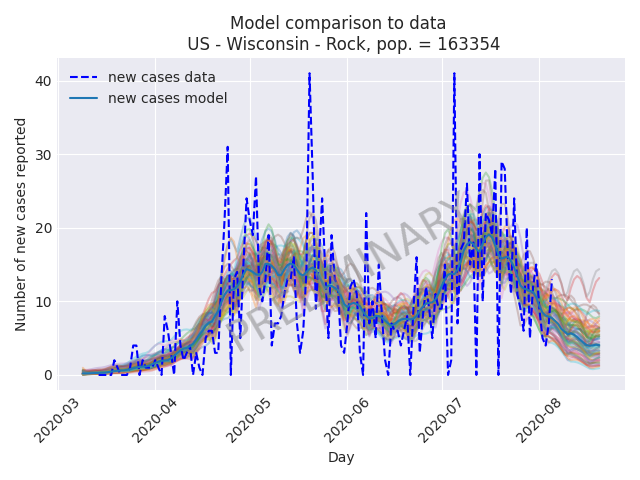 Model comparison to data
US - Wisconsin - Rock, pop. = 163354
new cases data
new cases model
PRELIMINARY
Number of new cases reported
40
30
20
10
0
2020-03
2020-04
2020-05
2020-06
2020-07
2020-08
Day